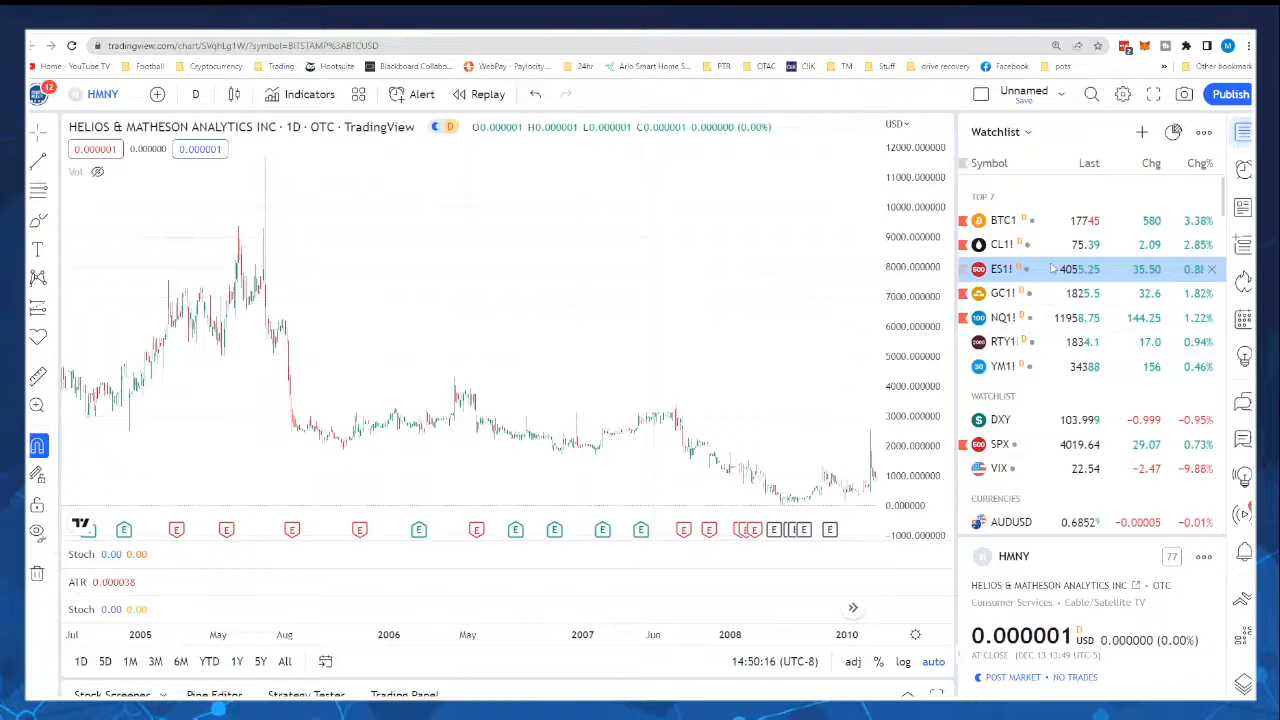 tradingview.com/chart/SVqhLg1W/?symbol=BITSTAMP%3ABTCUSD
Home - YouTube TV Football Cryptocurrency Trading Hootsuite Blackboard Collabo... WebPay - Paylocity... 24hr Arlo Smart Home S... PTR OTAC Clik TM Stuff drive recovery Facebook pots » Other bookmark
12 HMNY D Indicators Alert Replay Unnamed Save Publish
HELIOS & MATHESON ANALYTICS INC · 1D · OTC · TradingView D O0.000001 H0.000001 L0.000001 C0.000001 0.000000 (0.00%) USD
0.000001 0.000000 0.000001
Vol
12000.000000
11000.000000
10000.000000
9000.000000
8000.000000
7000.000000
6000.000000
5000.000000
4000.000000
3000.000000
2000.000000
1000.000000
0.000000
-1000.000000
E E E E E E E E E E E E E E E E
Stoch 0.00 0.00
ATR 0.000038
Stoch 0.00 0.00
Jul 2005 May Aug 2006 May 2007 Jun 2008 2010
1D 5D 1M 3M 6M YTD 1Y 5Y All 14:50:16 (UTC-8) adj % log auto
Stock Screener Pine Editor Strategy Tester Trading Panel
Watchlist
Symbol Last Chg Chg%
TOP 7
BTC1 D 17745 580 3.38%
CL1! D 75.39 2.09 2.85%
500 ES1! D 4055.25 35.50 0.8
GC1! D 1825.5 32.6 1.82%
100 NQ1! D 11958.75 144.25 1.22%
2000 RTY1! D 1834.1 17.0 0.94%
30 YM1! D 34388 156 0.46%
WATCHLIST
DXY 103.999 −0.999 −0.95%
500 SPX 4019.64 29.07 0.73%
VIX 22.54 −2.47 −9.88%
CURRENCIES
AUDUSD 0.68529 −0.00005 −0.01%
HMNY 77
HELIOS & MATHESON ANALYTICS INC · OTC
Consumer Services · Cable/Satellite TV
0.000001 D USD 0.000000 (0.00%)
AT CLOSE (DEC 13 13:49 UTC-5)
POST MARKET · NO TRADES